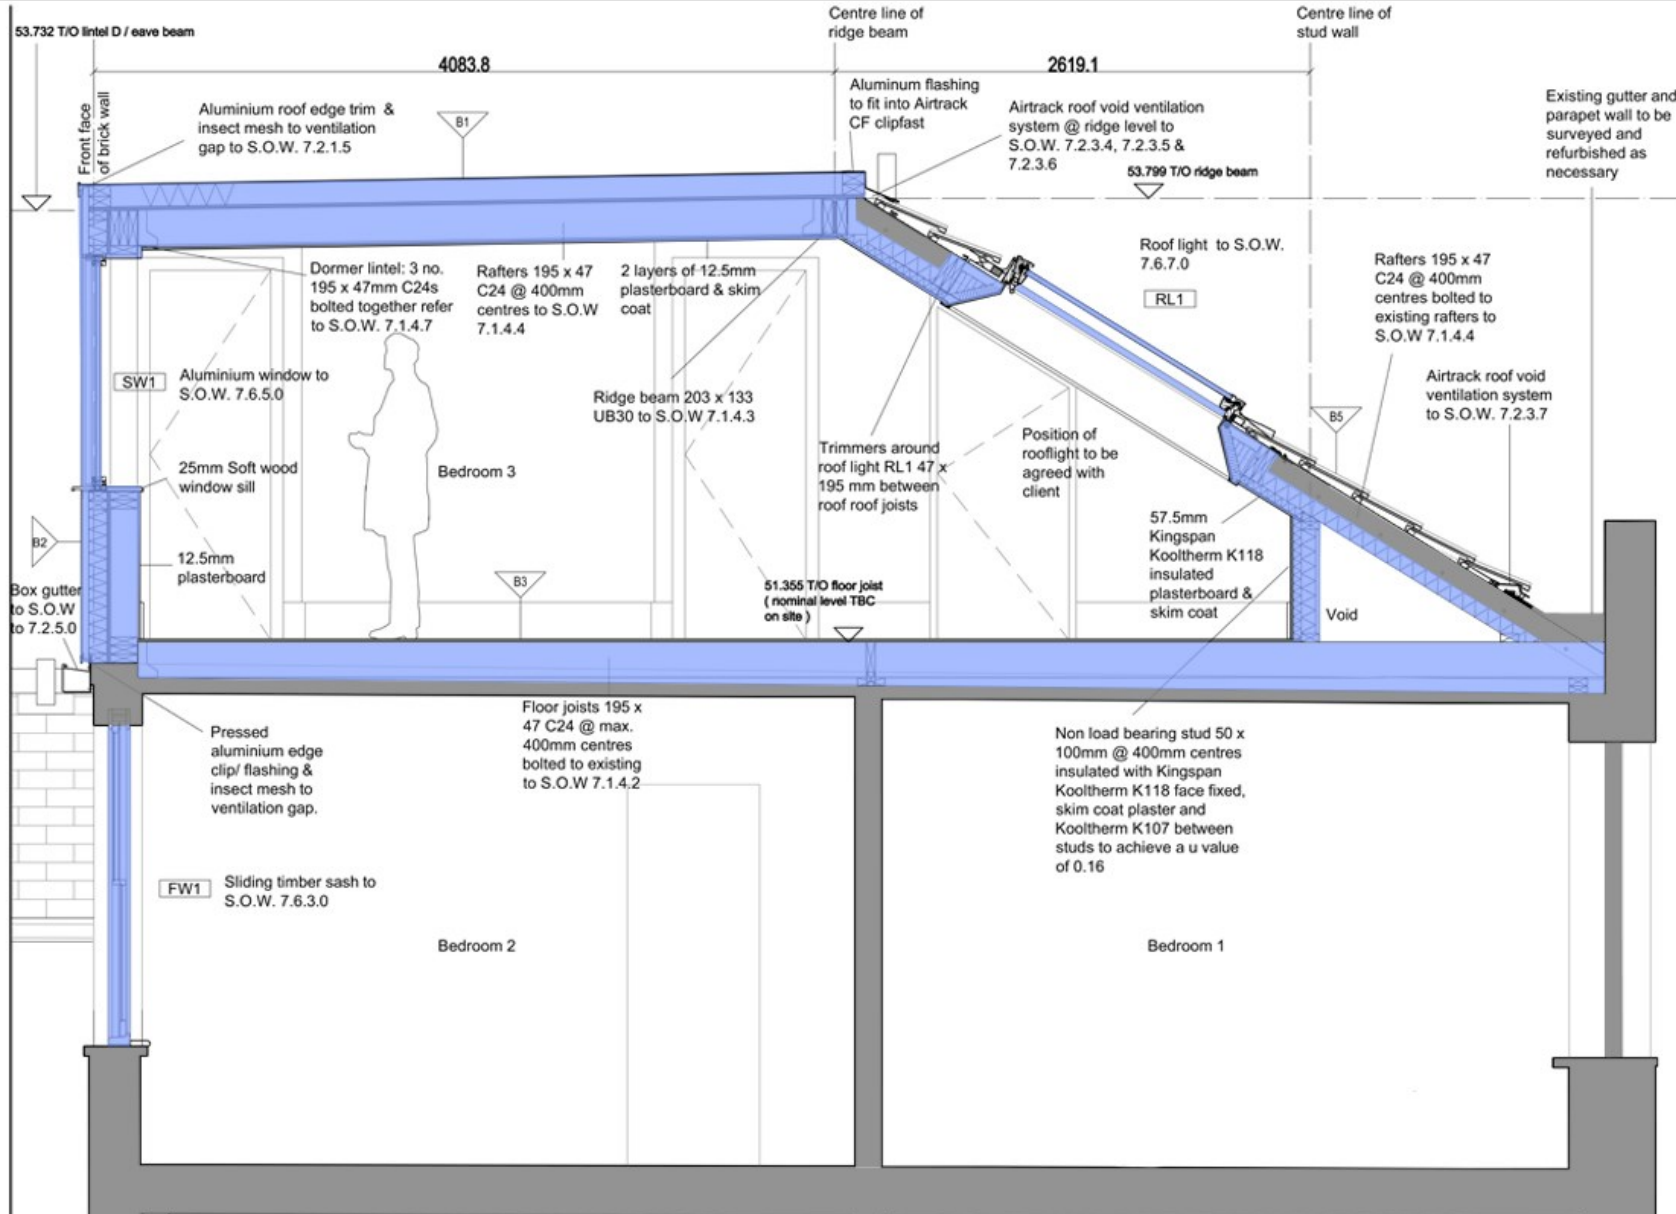 53.732 T/O lintel D / eave beam
Centre line of
ridge beam
Centre line of
stud wall
4083.8
2619.1
Front face
of brick wall
Aluminium roof edge trim &
insect mesh to ventilation
gap to S.O.W. 7.2.1.5
B1
Aluminum flashing
to fit into Airtrack
CF clipfast
Airtrack roof void ventilation
system @ ridge level to
S.O.W. 7.2.3.4, 7.2.3.5 &
7.2.3.6
53.799 T/O ridge beam
Existing gutter and
parapet wall to be
surveyed and
refurbished as
necessary
Dormer lintel: 3 no.
195 x 47mm C24s
bolted together refer
to S.O.W. 7.1.4.7
Rafters 195 x 47
C24 @ 400mm
centres to S.O.W
7.1.4.4
2 layers of 12.5mm
plasterboard & skim
coat
Roof light to S.O.W.
7.6.7.0
RL1
Rafters 195 x 47
C24 @ 400mm
centres bolted to
existing rafters to
S.O.W 7.1.4.4
SW1
Aluminium window to
S.O.W. 7.6.5.0
Ridge beam 203 x 133
UB30 to S.O.W 7.1.4.3
Airtrack roof void
ventilation system
to S.O.W. 7.2.3.7
B5
25mm Soft wood
window sill
Bedroom 3
Trimmers around
roof light RL1 47 x
195 mm between
roof roof joists
Position of
rooflight to be
agreed with
client
B2
12.5mm
plasterboard
B3
57.5mm
Kingspan
Kooltherm K118
insulated
plasterboard &
skim coat
Box gutter
to S.O.W
to 7.2.5.0
51.355 T/O floor joist
( nominal level TBC
on site )
Void
Pressed
aluminium edge
clip/ flashing &
insect mesh to
ventilation gap.
Floor joists 195 x
47 C24 @ max.
400mm centres
bolted to existing
to S.O.W 7.1.4.2
Non load bearing stud 50 x
100mm @ 400mm centres
insulated with Kingspan
Kooltherm K118 face fixed,
skim coat plaster and
Kooltherm K107 between
studs to achieve a u value
of 0.16
FW1
Sliding timber sash to
S.O.W. 7.6.3.0
Bedroom 2
Bedroom 1